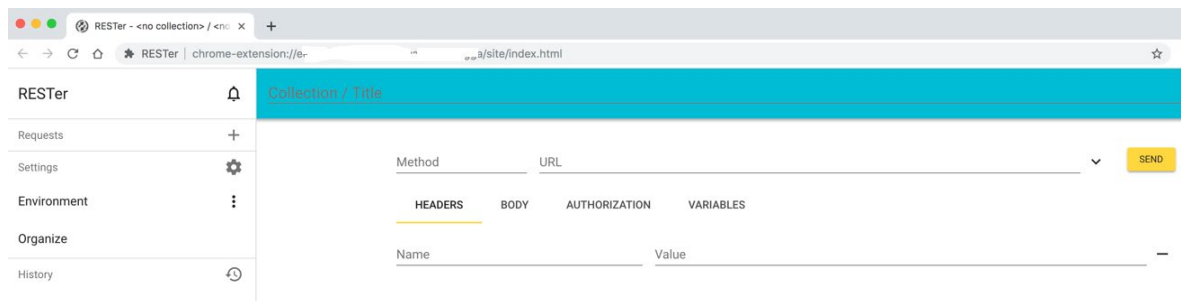 RESTer - <no collection> / <no
RESTer | chrome-extension://e a/site/index.html
RESTer
Collection / Title
Requests
Settings
Method URL SEND
Environment
HEADERS BODY AUTHORIZATION VARIABLES
Organize
Name Value
History